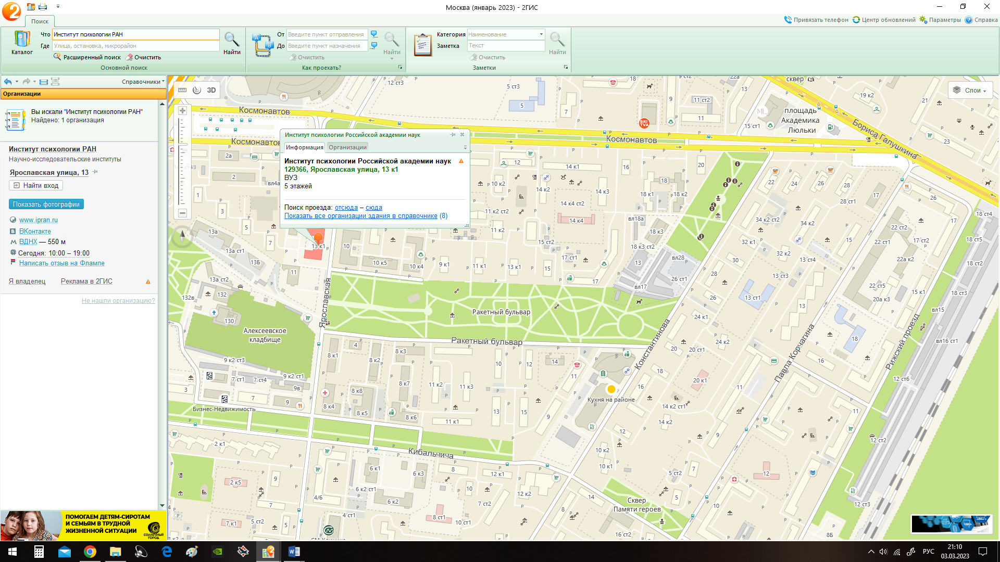 Москва (январь 2023) - 2ГИС
Поиск
Привязать телефон
Центр обновлений
Параметры
Справка
Каталог
Что Институт психологии РАН
Где Улица, остановка, микрорайон
Расширенный поиск Очистить
Найти
Основной поиск
От Введите пункт отправления
До Введите пункт назначения
Очистить
Найти
Как проехать?
Категория Наименование
Заметка Текст
Очистить
Найти
Заметки
Справочники
Организации
Вы искали "Институт психологии РАН"
Найдено: 1 организация
Институт психологии РАН
Научно-исследовательские институты
Ярославская улица, 13
Найти вход
Показать фотографии
www.ipran.ru
ВКонтакте
ВДНХ — 550 м
Сегодня: 10:00 – 19:00
Написать отзыв на Флампе
Я владелец Реклама в 2ГИС
Не нашли организацию?
ПОМОГАЕМ ДЕТЯМ-СИРОТАМ
И СЕМЬЯМ В ТРУДНОЙ
ЖИЗНЕННОЙ СИТУАЦИИ
СОЛНЕЧНЫЙ
ГОРОД
3D
Слои
Институт психологии Российской академии наук
Информация Организации
Институт психологии Российской академии наук
129366, Ярославская улица, 13 к1
ВУЗ
5 этажей
Поиск проезда: отсюда – сюда
Показать все организации здания в справочнике (8)
13 к1
Космонавтов
Космонавтов
Космонавтов
сквер
площадь
Академика
Люльки
Бориса Галушкина
BRI
TVA
Ярославская
Ракетный бульвар
Ракетный бульвар
Алексеевское
кладбище
Константинова
Павла Корчагина
Рижский проезд
Кухня на районе
Бизнес-Недвижимость
Кибальчича
Сквер
Памяти героев
РУС
21:10
03.03.2023